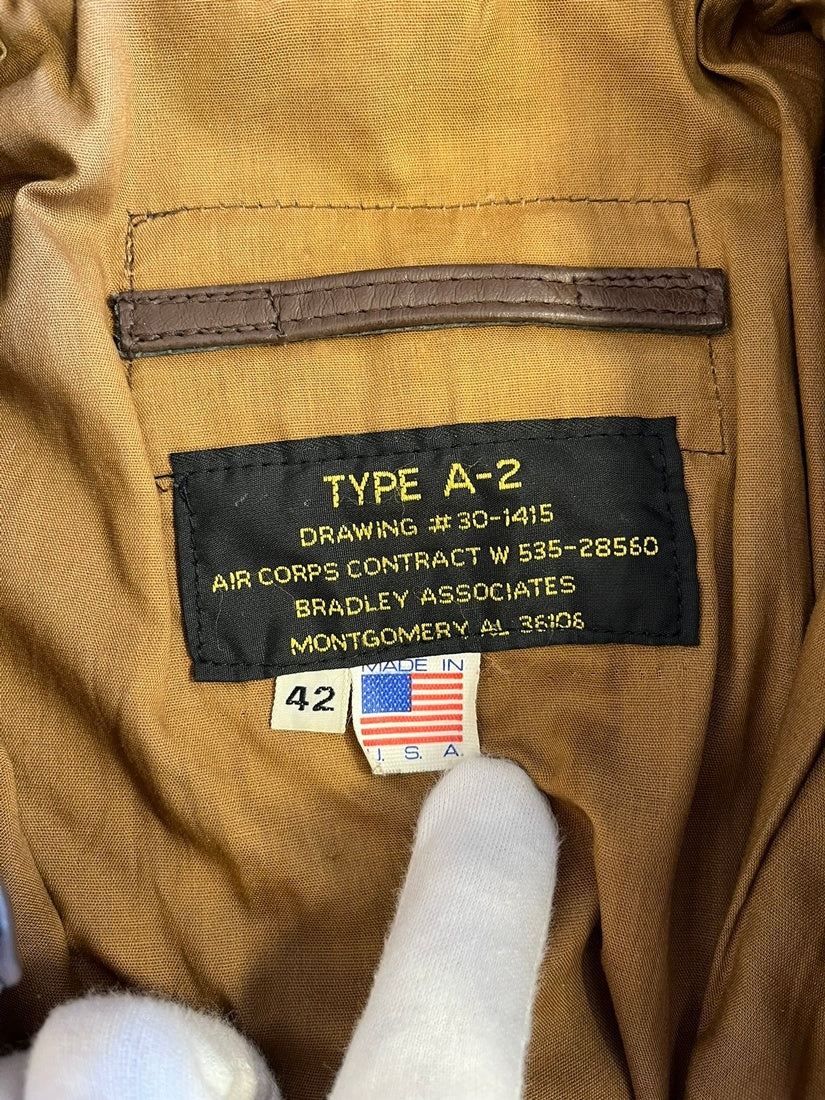 TYPE A-2
DRAWING # 30-1415
AIR CORPS CONTRACT W 535-28560
BRADLEY ASSOCIATES
MONTGOMERY AL 36106
42
MADE IN
U. S. A.